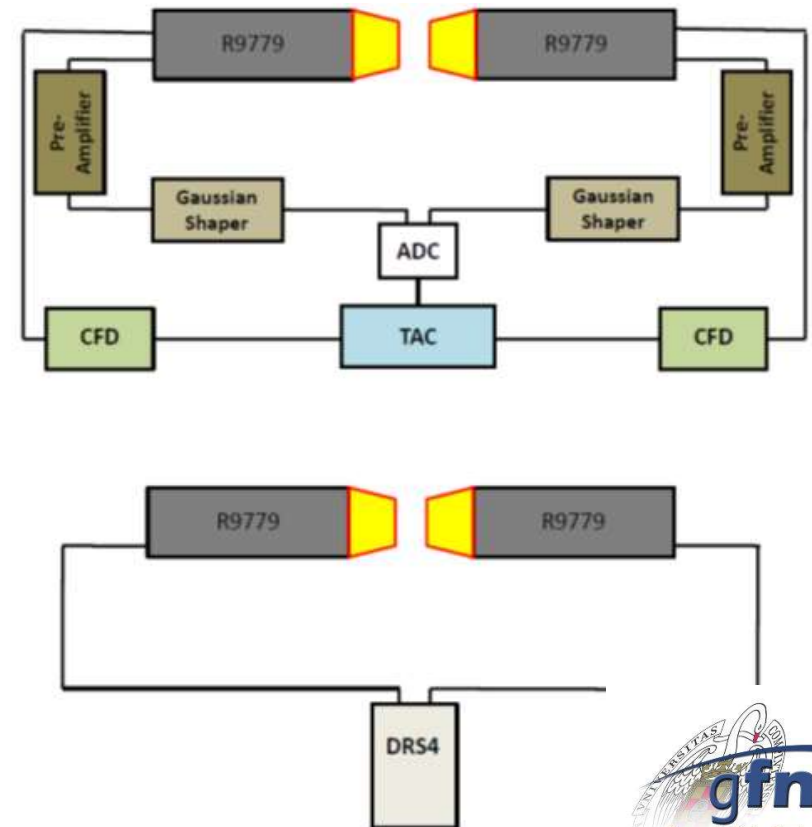 R9779 R9779
Pre-
Amplifier
Pre-
Amplifier
Gaussian
Shaper
Gaussian
Shaper
ADC
CFD TAC CFD
R9779 R9779
DRS4
gfn